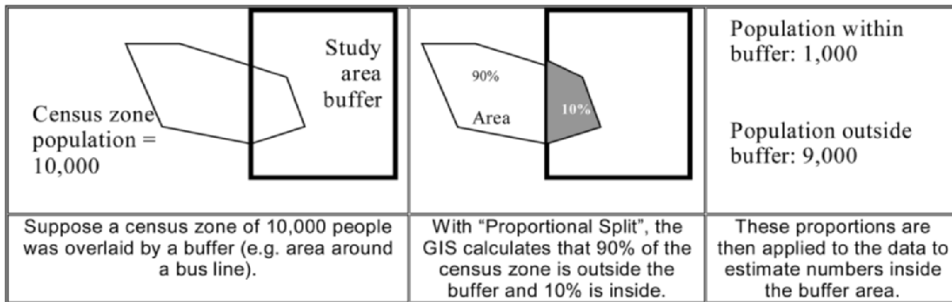 Census zone
population =
10,000
Study
area
buffer
90%
Area
10%
Population within
buffer: 1,000
Population outside
buffer: 9,000
Suppose a census zone of 10,000 people
was overlaid by a buffer (e.g. area around
a bus line).
With “Proportional Split”, the
GIS calculates that 90% of the
census zone is outside the
buffer and 10% is inside.
These proportions are
then applied to the data to
estimate numbers inside
the buffer area.